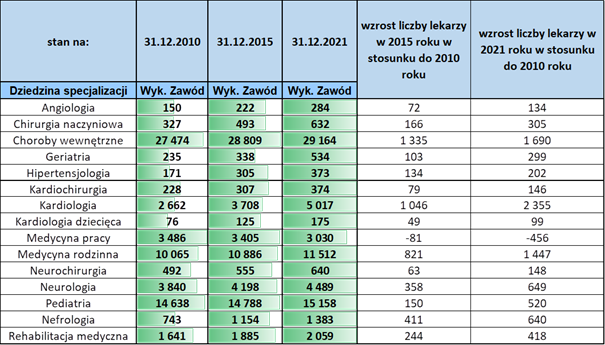 stan na: 31.12.2010 31.12.2015 31.12.2021 wzrost liczby lekarzy w 2015 roku w stosunku do 2010 roku wzrost liczby lekarzy w 2021 roku w stosunku do 2010 roku
Dziedzina specjalizacji Wyk. Zawód Wyk. Zawód Wyk. Zawód
Angiologia 150 222 284 72 134
Chirurgia naczyniowa 327 493 632 166 305
Choroby wewnętrzne 27 474 28 809 29 164 1 335 1 690
Geriatria 235 338 534 103 299
Hipertensjologia 171 305 373 134 202
Kardiochirurgia 228 307 374 79 146
Kardiologia 2 662 3 708 5 017 1 046 2 355
Kardiologia dziecięca 76 125 175 49 99
Medycyna pracy 3 486 3 405 3 030 -81 -456
Medycyna rodzinna 10 065 10 886 11 512 821 1 447
Neurochirurgia 492 555 640 63 148
Neurologia 3 840 4 198 4 489 358 649
Pediatria 14 638 14 788 15 158 150 520
Nefrologia 743 1 154 1 383 411 640
Rehabilitacja medyczna 1 641 1 885 2 059 244 418